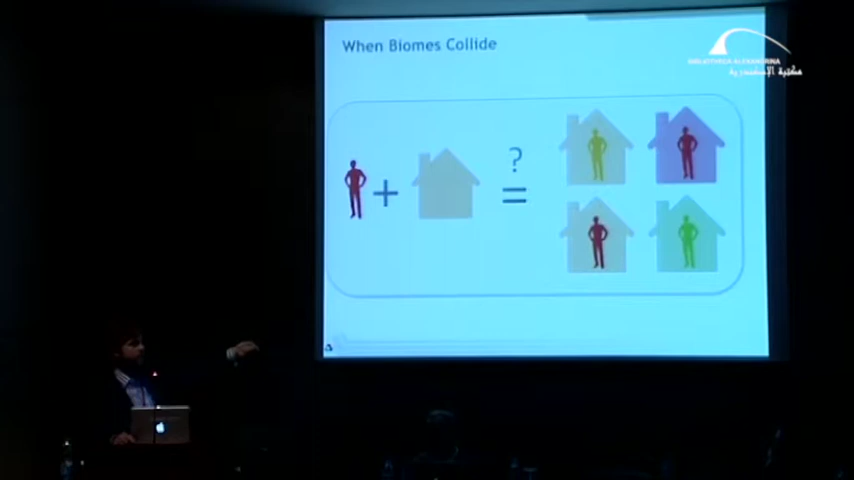 When Biomes Collide
BIBLIOTHECA ALEXANDRINA
مكتبة الإسكندرية
+
?
=